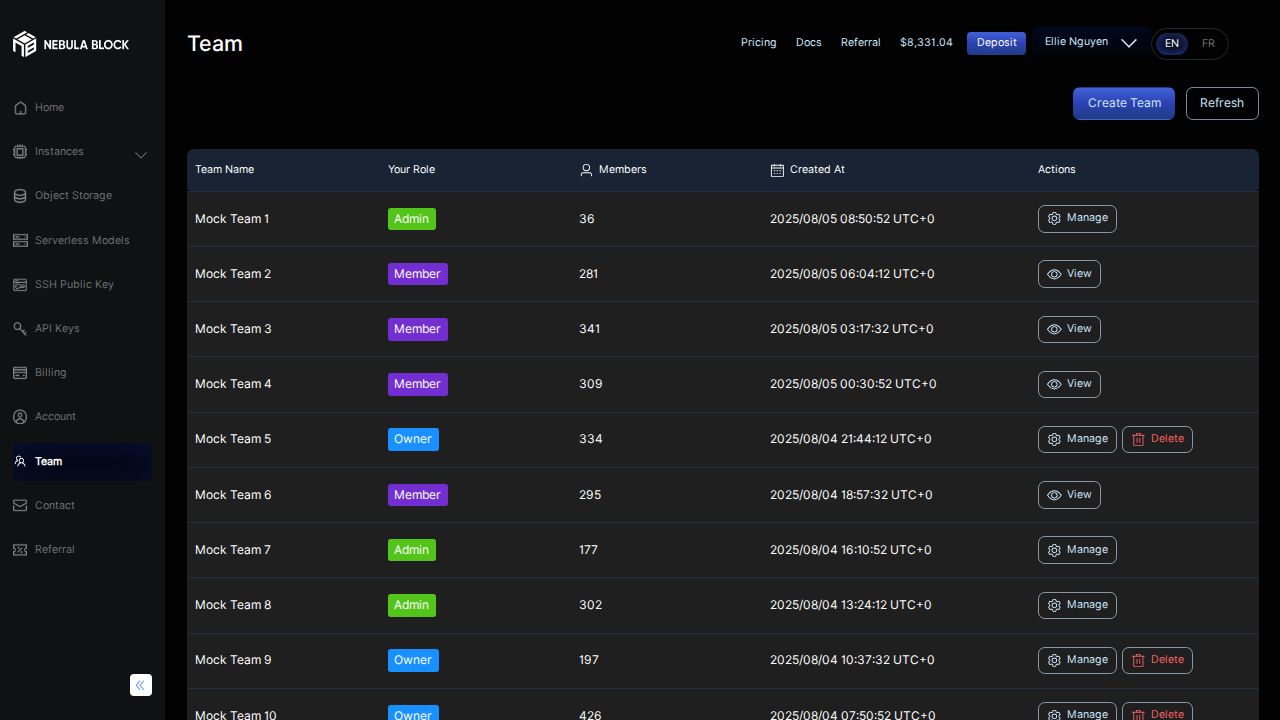 NEBULA BLOCK
Home
Instances
Object Storage
Serverless Models
SSH Public Key
API Keys
Billing
Account
Team
Contact
Referral
Team
Pricing Docs Referral $8,331.04 Deposit Ellie Nguyen EN FR
Create Team Refresh
Team Name Your Role Members Created At Actions
Mock Team 1 Admin 36 2025/08/05 08:50:52 UTC+0 Manage
Mock Team 2 Member 281 2025/08/05 06:04:12 UTC+0 View
Mock Team 3 Member 341 2025/08/05 03:17:32 UTC+0 View
Mock Team 4 Member 309 2025/08/05 00:30:52 UTC+0 View
Mock Team 5 Owner 334 2025/08/04 21:44:12 UTC+0 Manage Delete
Mock Team 6 Member 295 2025/08/04 18:57:32 UTC+0 View
Mock Team 7 Admin 177 2025/08/04 16:10:52 UTC+0 Manage
Mock Team 8 Admin 302 2025/08/04 13:24:12 UTC+0 Manage
Mock Team 9 Owner 197 2025/08/04 10:37:32 UTC+0 Manage Delete
Mock Team 10 Owner 426 2025/08/04 07:50:52 UTC+0 Manage Delete